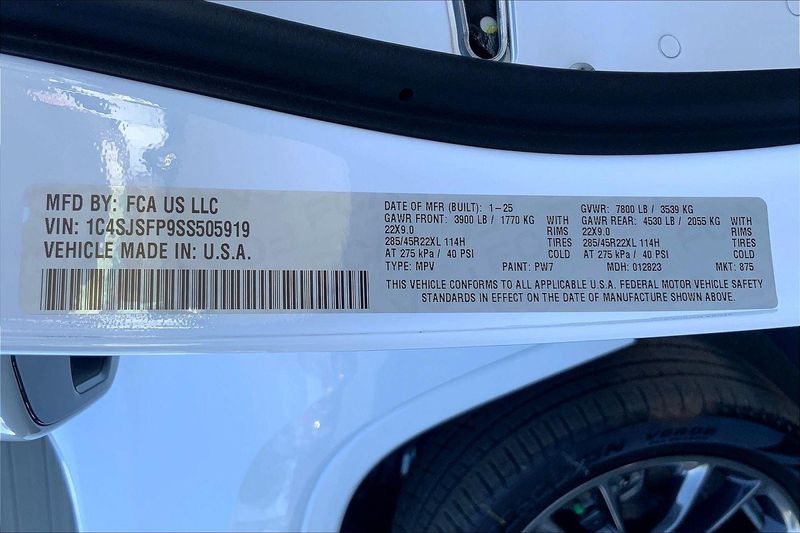 MFD BY: FCA US LLC
VIN: 1C4SJSFP9SS505919
VEHICLE MADE IN: U.S.A.
DATE OF MFR (BUILT): 1-25 GVWR: 7800 LB / 3539 KG
GAWR FRONT: 3900 LB / 1770 KG WITH GAWR REAR: 4530 LB / 2055 KG WITH
22X9.0 RIMS 22X9.0 RIMS
285/45R22XL 114H TIRES 285/45R22XL 114H TIRES
AT 275 kPa / 40 PSI COLD AT 275 kPa / 40 PSI COLD
TYPE: MPV PAINT: PW7 MDH: 012823 MKT: 875
THIS VEHICLE CONFORMS TO ALL APPLICABLE U.S.A. FEDERAL MOTOR VEHICLE SAFETY
STANDARDS IN EFFECT ON THE DATE OF MANUFACTURE SHOWN ABOVE.
VERDE